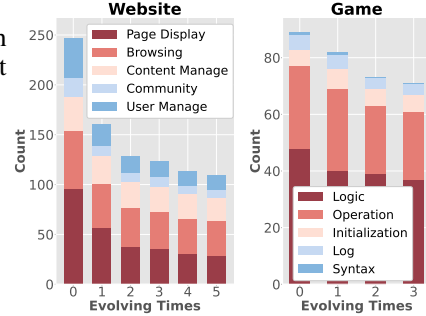 n
t
Website
250
200
150
100
50
0
Count
Page Display
Browsing
Content Manage
Community
User Manage
0 1 2 3 4 5
Evolving Times
Game
80
60
40
20
0
Count
Logic
Operation
Initialization
Log
Syntax
0 1 2 3
Evolving Times